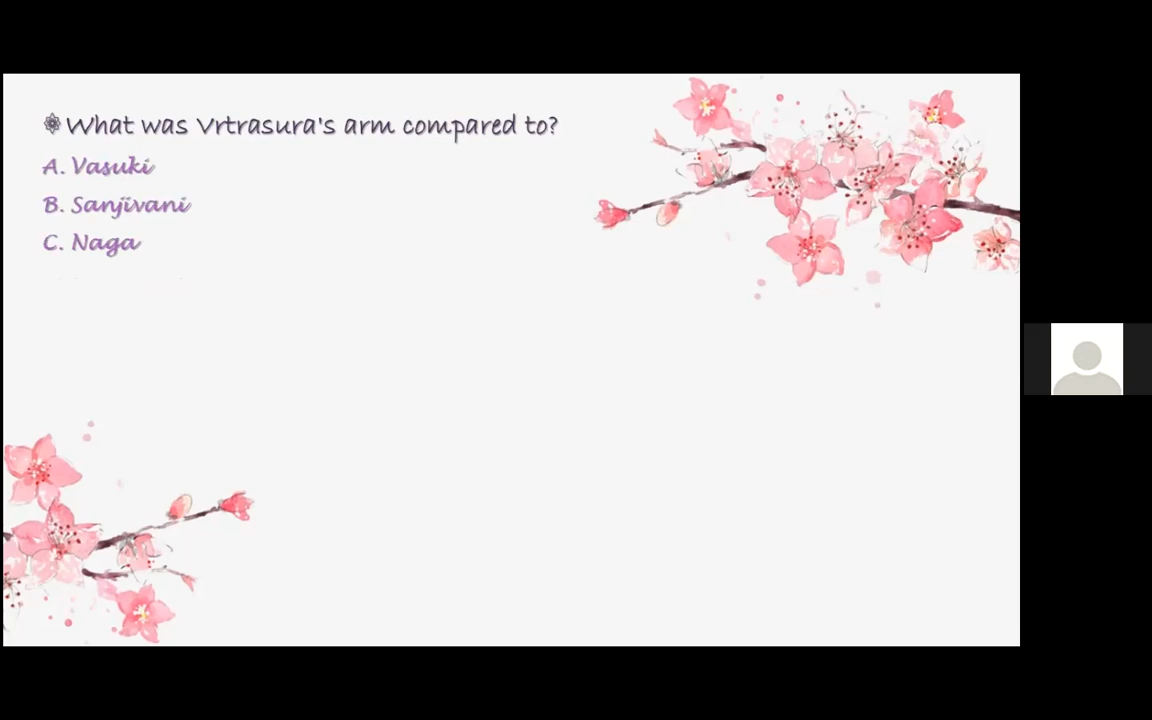 What was Vrtrasura's arm compared to?
A. Vasuki
B. Sanjivani
C. Naga